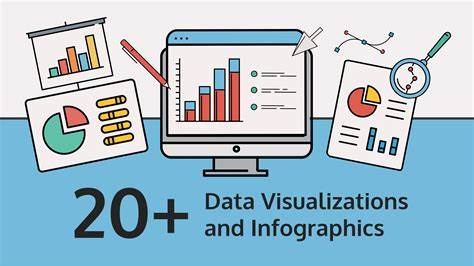 20+
Data Visualizations
and Infographics